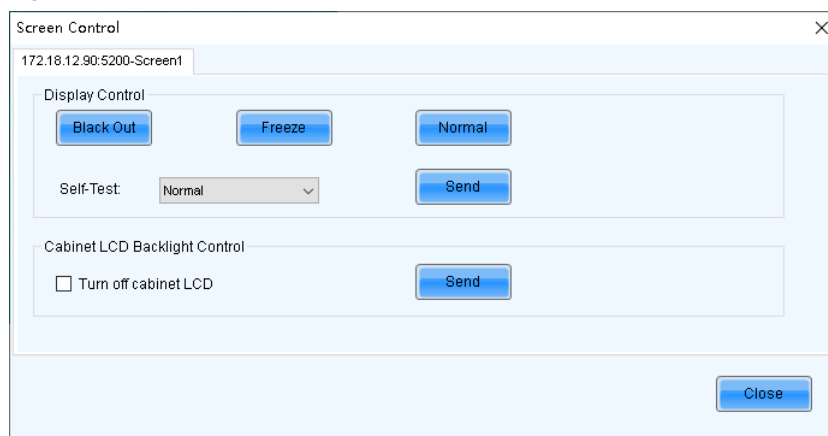 Screen Control
172.18.12.90:5200-Screen1
Display Control
Black Out Freeze Normal
Self-Test: Normal Send
Cabinet LCD Backlight Control
Turn off cabinet LCD Send
Close